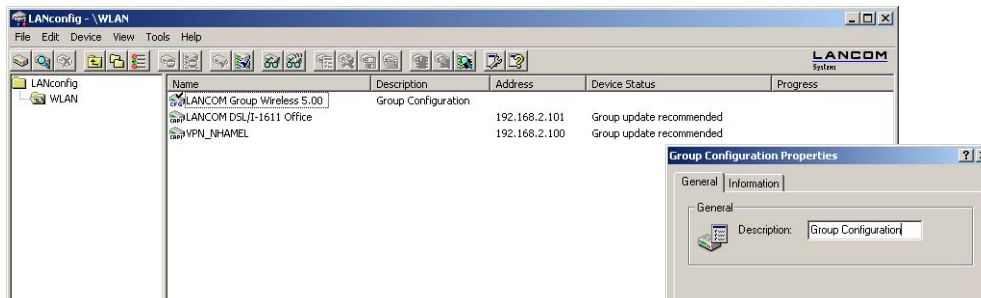 LANconfig - \WLAN
File Edit Device View Tools Help
LANCOM
Systems
LANconfig
WLAN
Name Description Address Device Status Progress
LANCOM Group Wireless 5.00 Group Configuration
LANCOM DSL/I-1611 Office 192.168.2.101 Group update recommended
VPN_NHAMEL 192.168.2.100 Group update recommended
Group Configuration Properties
General Information
General
Description: Group Configuration